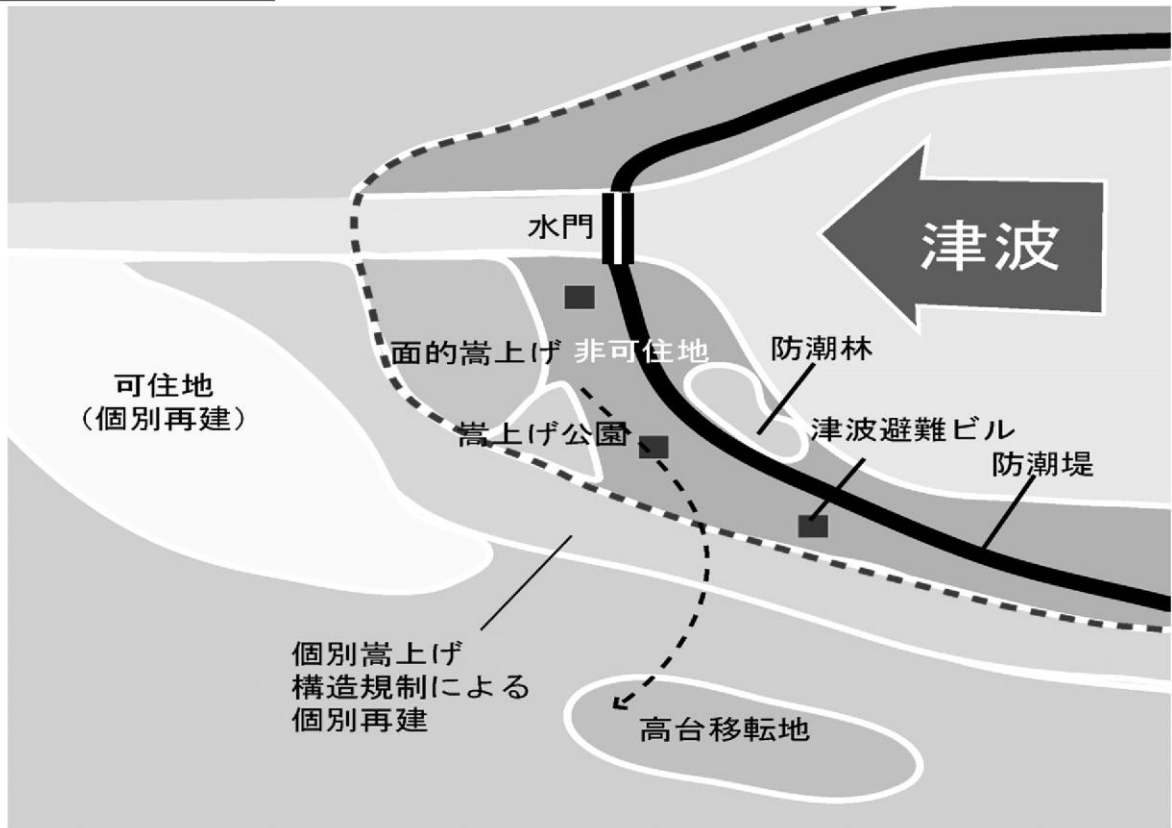 水門
津波
面的嵩上げ
非可住地
防潮林
可住地
（個別再建）
嵩上げ公園
津波避難ビル
防潮堤
個別嵩上げ
構造規制による
個別再建
高台移転地